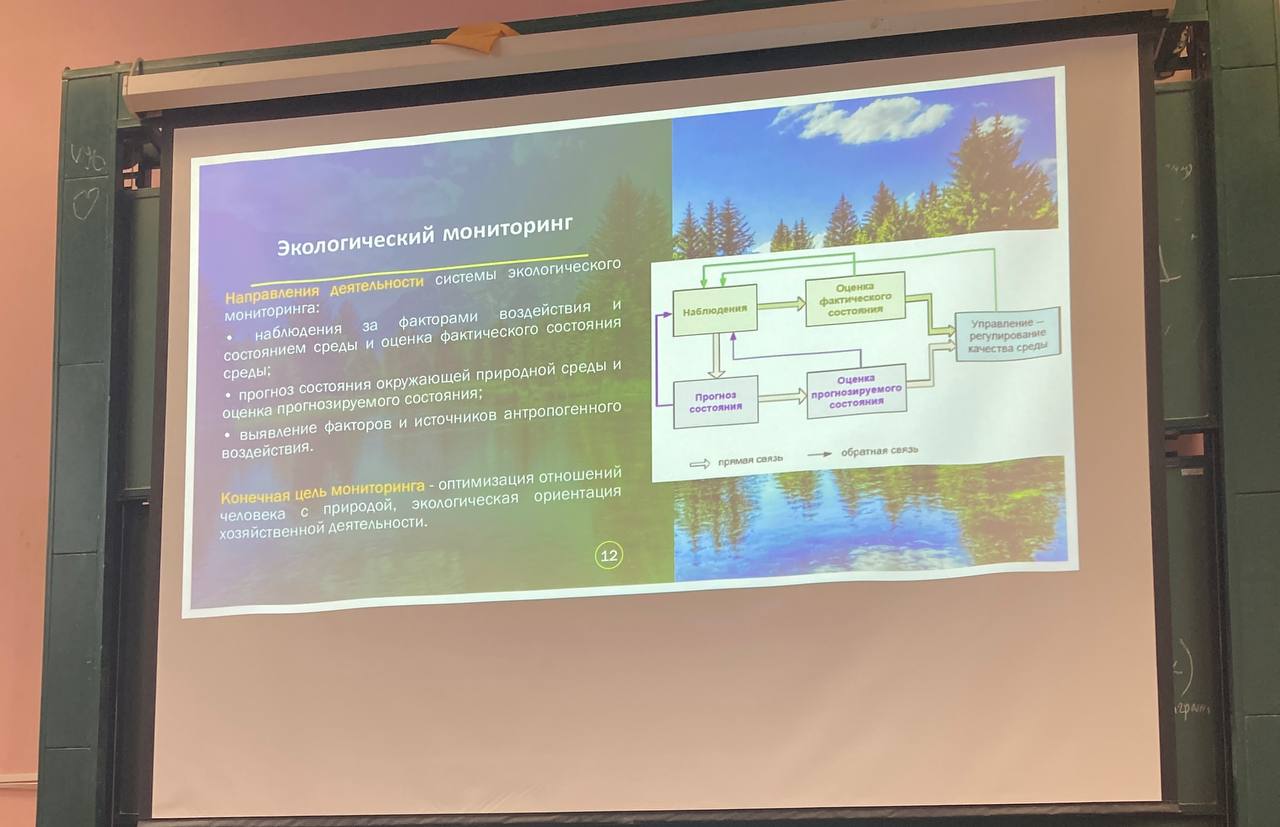 Экологический мониторинг
Направления деятельности системы экологического
мониторинга:
• наблюдения за факторами воздействия и
состоянием среды и оценка фактического состояния
среды;
• прогноз состояния окружающей природной среды и
оценка прогнозируемого состояния;
• выявление факторов и источников антропогенного
воздействия.
Конечная цель мониторинга - оптимизация отношений
человека с природой, экологическая ориентация
хозяйственной деятельности.
12
Наблюдения
Оценка
фактического
состояния
Управление –
регулирование
качества среды
Прогноз
состояния
Оценка
прогнозируемого
состояния
прямая связь
обратная связь